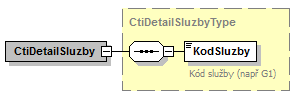 CtiDetailSluzbyType
CtiDetailSluzby
KodSluzby
Kód služby (např G1)